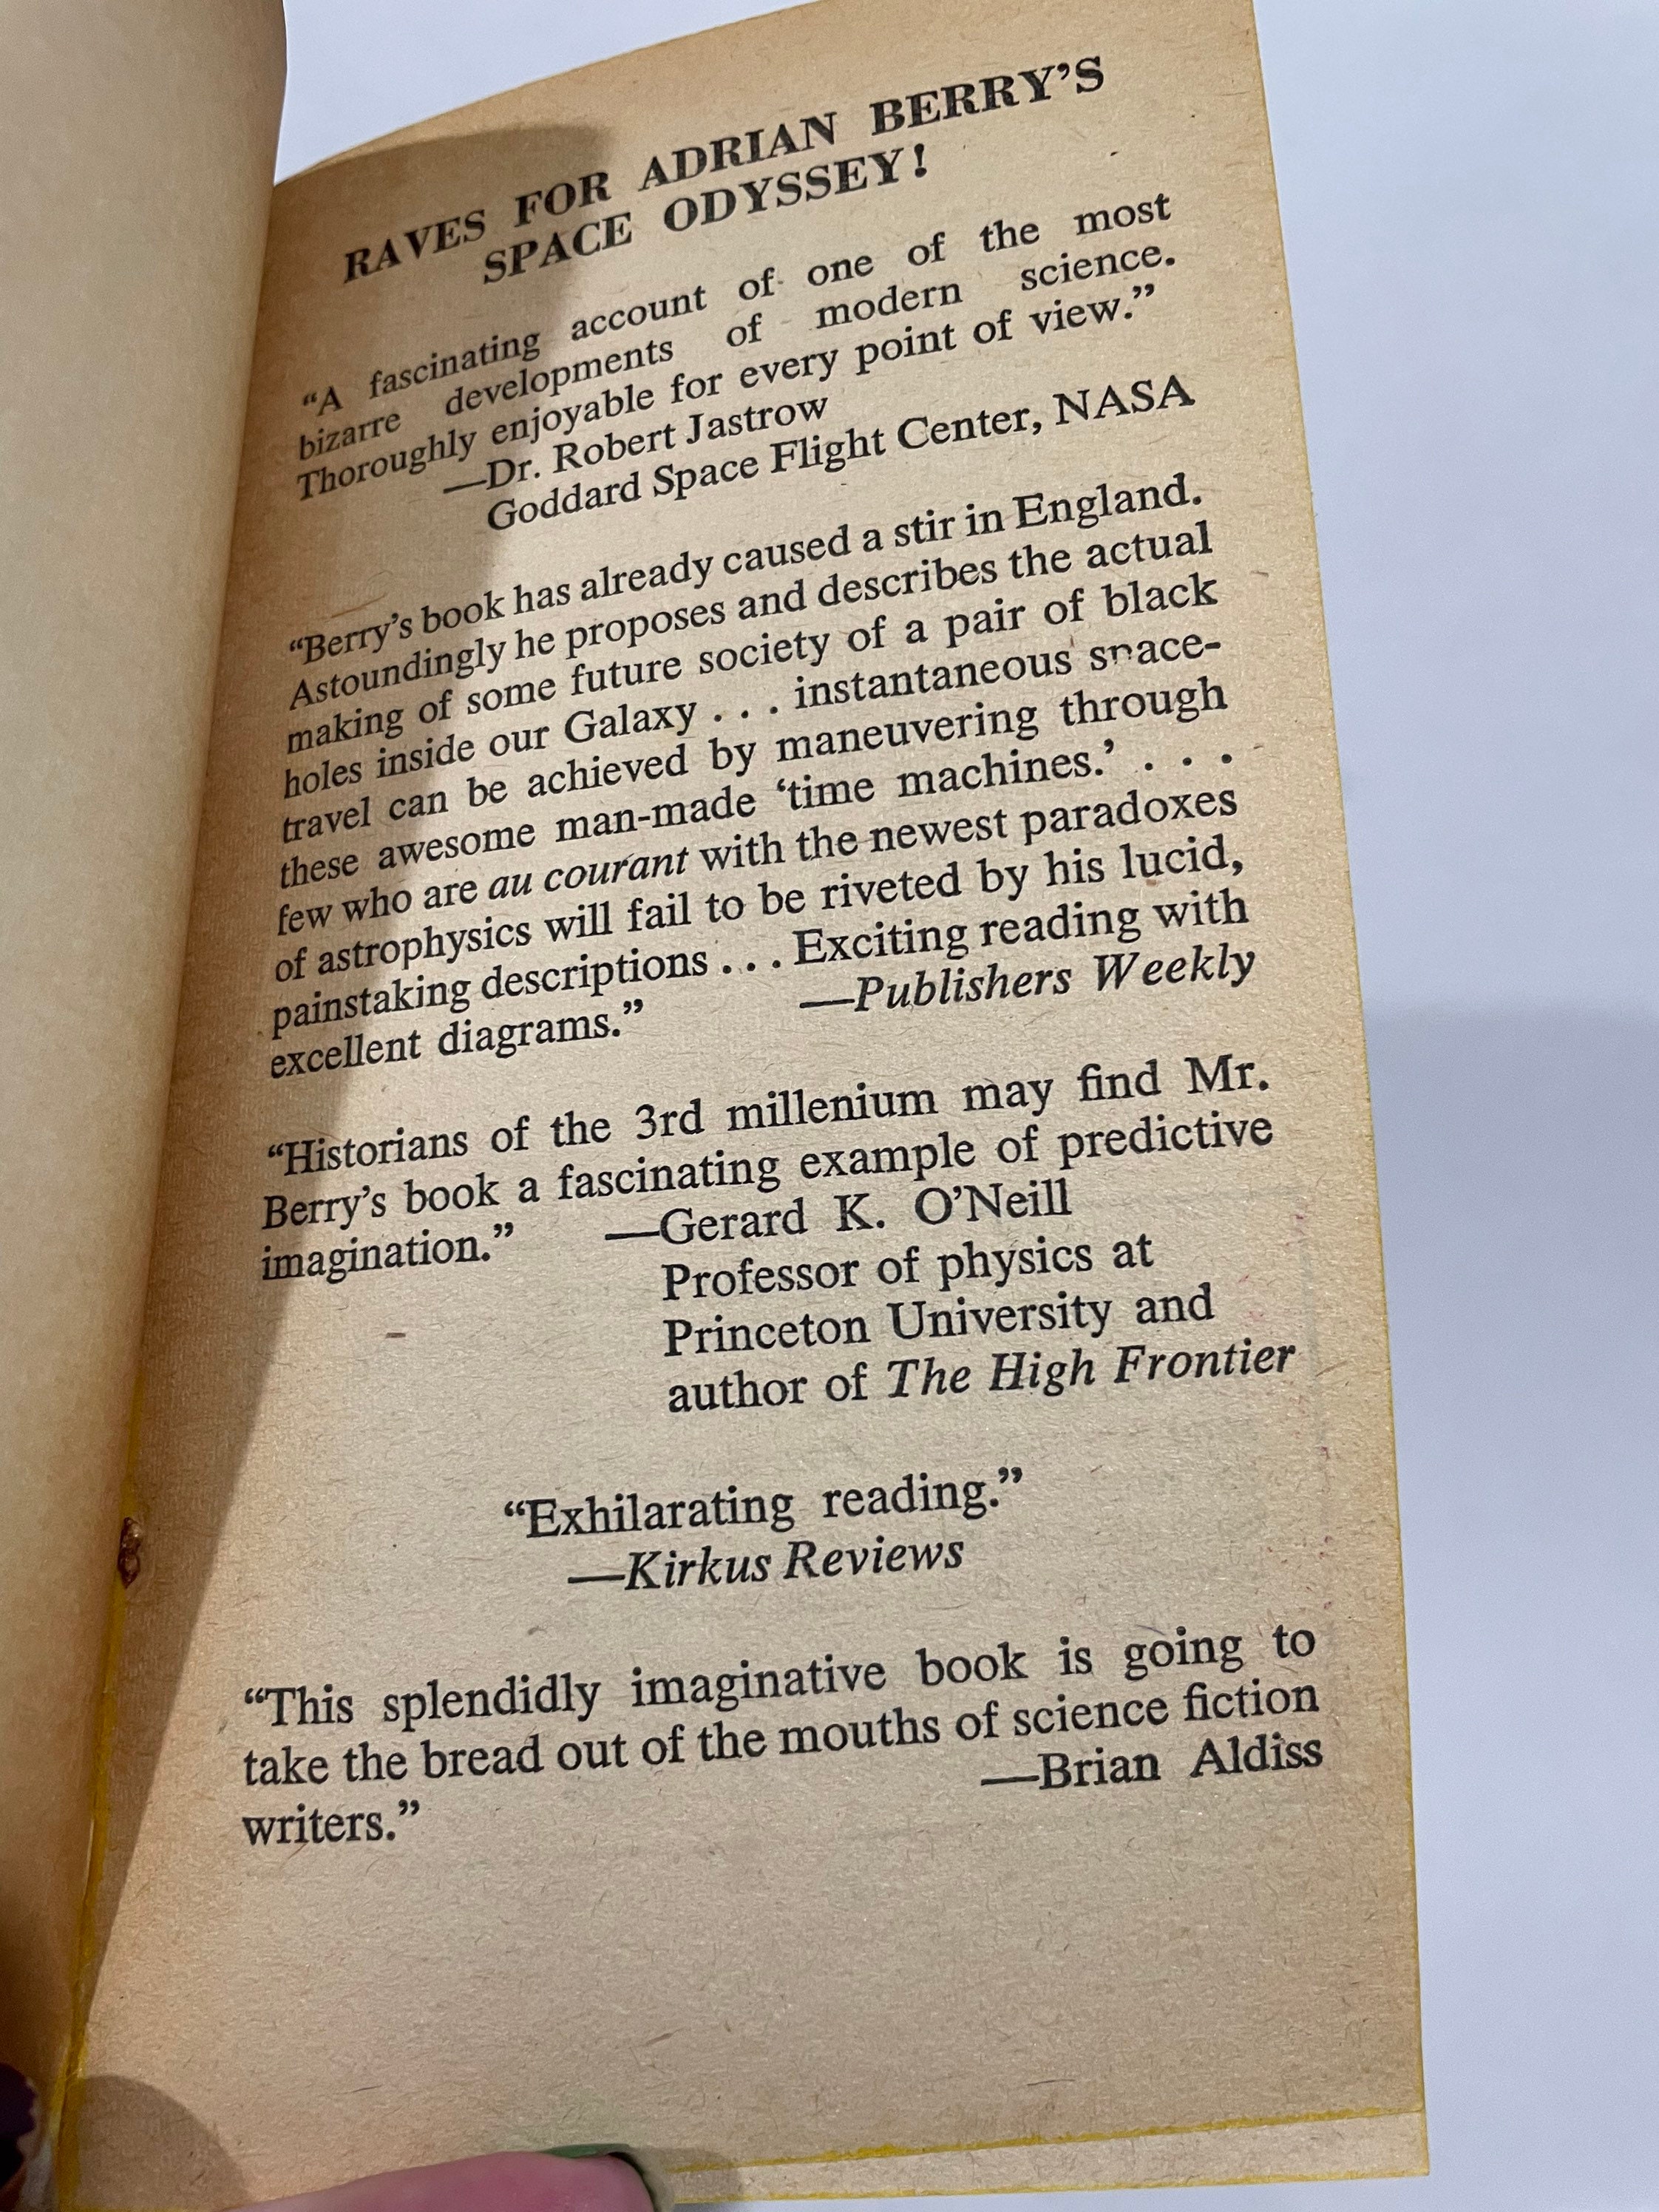 RAVES FOR ADRIAN BERRY’S
SPACE ODYSSEY!
“A fascinating account of one of the most
bizarre developments of modern science.
Thoroughly enjoyable for every point of view.”
—Dr. Robert Jastrow
Goddard Space Flight Center, NASA
“Berry’s book has already caused a stir in England.
Astoundingly he proposes and describes the actual
making of some future society of a pair of black
holes inside our Galaxy . . . instantaneous space-
travel can be achieved by maneuvering through
these awesome man-made ‘time machines.’ . . .
few who are au courant with the newest paradoxes
of astrophysics will fail to be riveted by his lucid,
painstaking descriptions . . . Exciting reading with
excellent diagrams.” —Publishers Weekly
“Historians of the 3rd millenium may find Mr.
Berry’s book a fascinating example of predictive
imagination.” —Gerard K. O’Neill
Professor of physics at
Princeton University and
author of The High Frontier
“Exhilarating reading.”
—Kirkus Reviews
“This splendidly imaginative book is going to
take the bread out of the mouths of science fiction
writers.” —Brian Aldiss